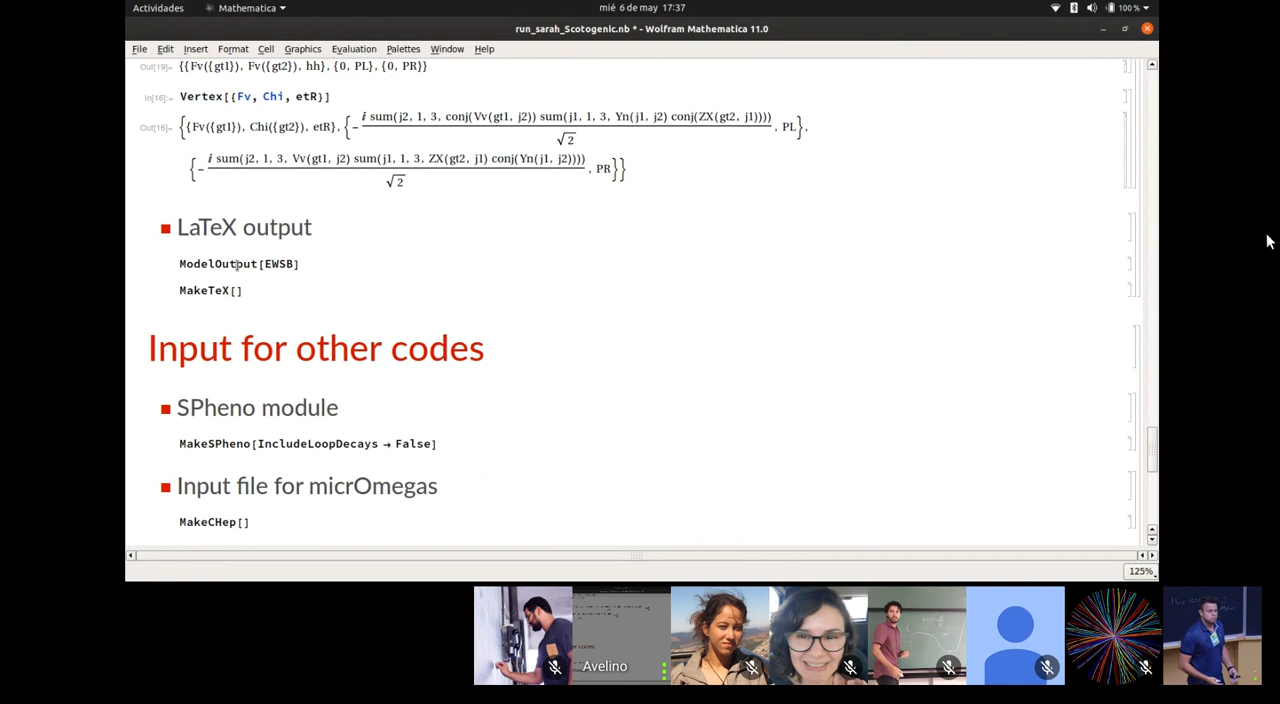 Actividades Mathematica mié 6 de may 17:37 100 %
run_sarah_Scotogenic.nb * - Wolfram Mathematica 11.0
File Edit Insert Format Cell Graphics Evaluation Palettes Window Help
Out[19]= {{Fv({gt1}), Fv({gt2}), hh}, {0, PL}, {0, PR}}
In[16]:= Vertex[{Fv, Chi, etR}]
Out[16]= {{Fv({gt1}), Chi({gt2}), etR}, {- ⅈ sum(j2, 1, 3, conj(Vv(gt1, j2)) sum(j1, 1, 3, Yn(j1, j2) conj(ZX(gt2, j1)))) / √2, PL},
{- ⅈ sum(j2, 1, 3, Vv(gt1, j2) sum(j1, 1, 3, ZX(gt2, j1) conj(Yn(j1, j2)))) / √2, PR}}
LaTeX output
ModelOutput[EWSB]
MakeTeX[]
Input for other codes
SPheno module
MakeSPheno[IncludeLoopDecays → False]
Input file for micrOmegas
MakeCHep[]
125%
Avelino